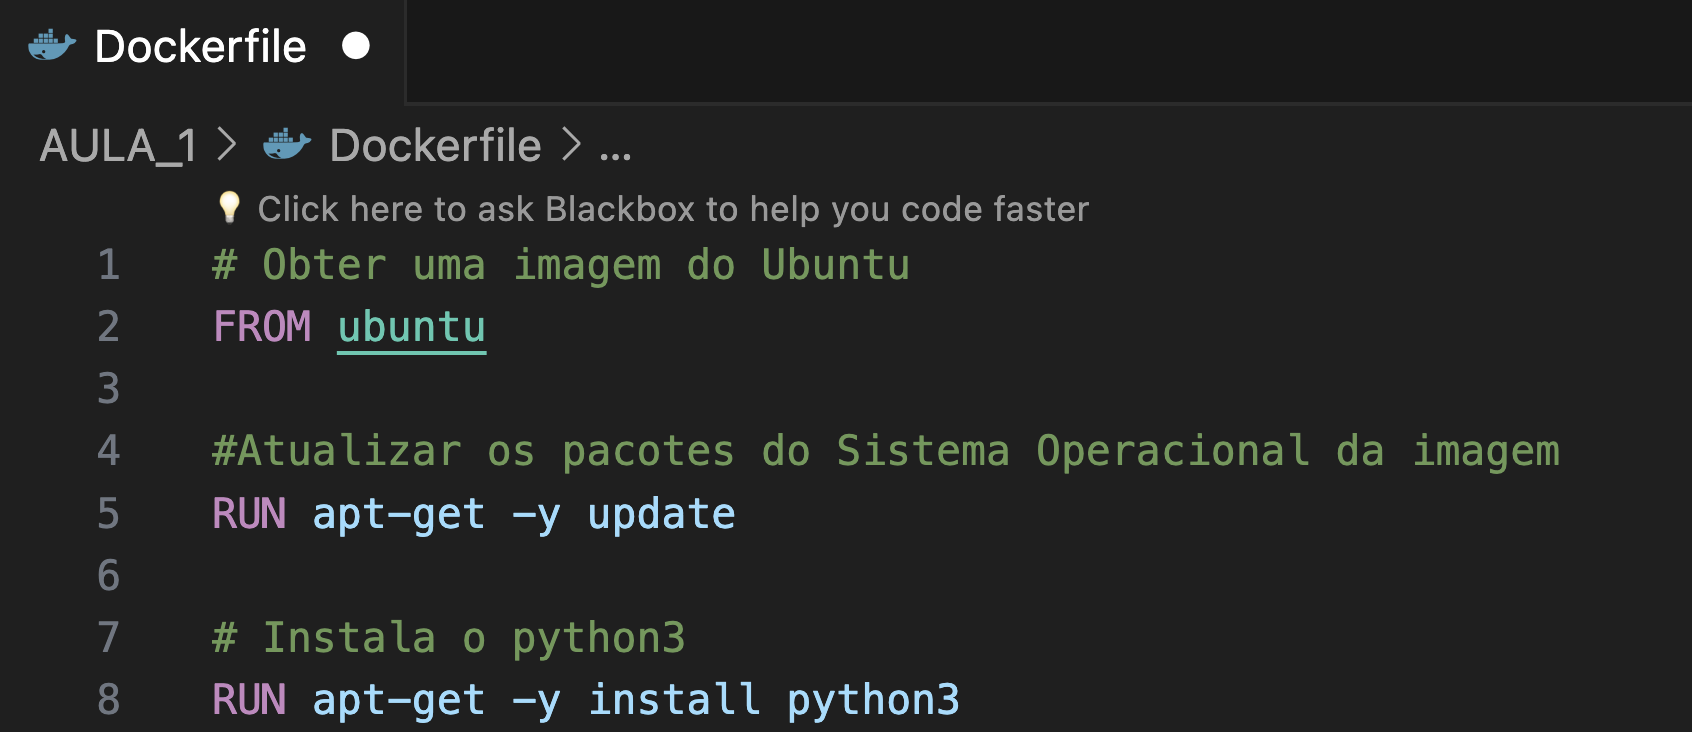 Dockerfile
AULA_1 > Dockerfile > ...
Click here to ask Blackbox to help you code faster
1 # Obter uma imagem do Ubuntu
2 FROM ubuntu
3
4 #Atualizar os pacotes do Sistema Operacional da imagem
5 RUN apt-get -y update
6
7 # Instala o python3
8 RUN apt-get -y install python3